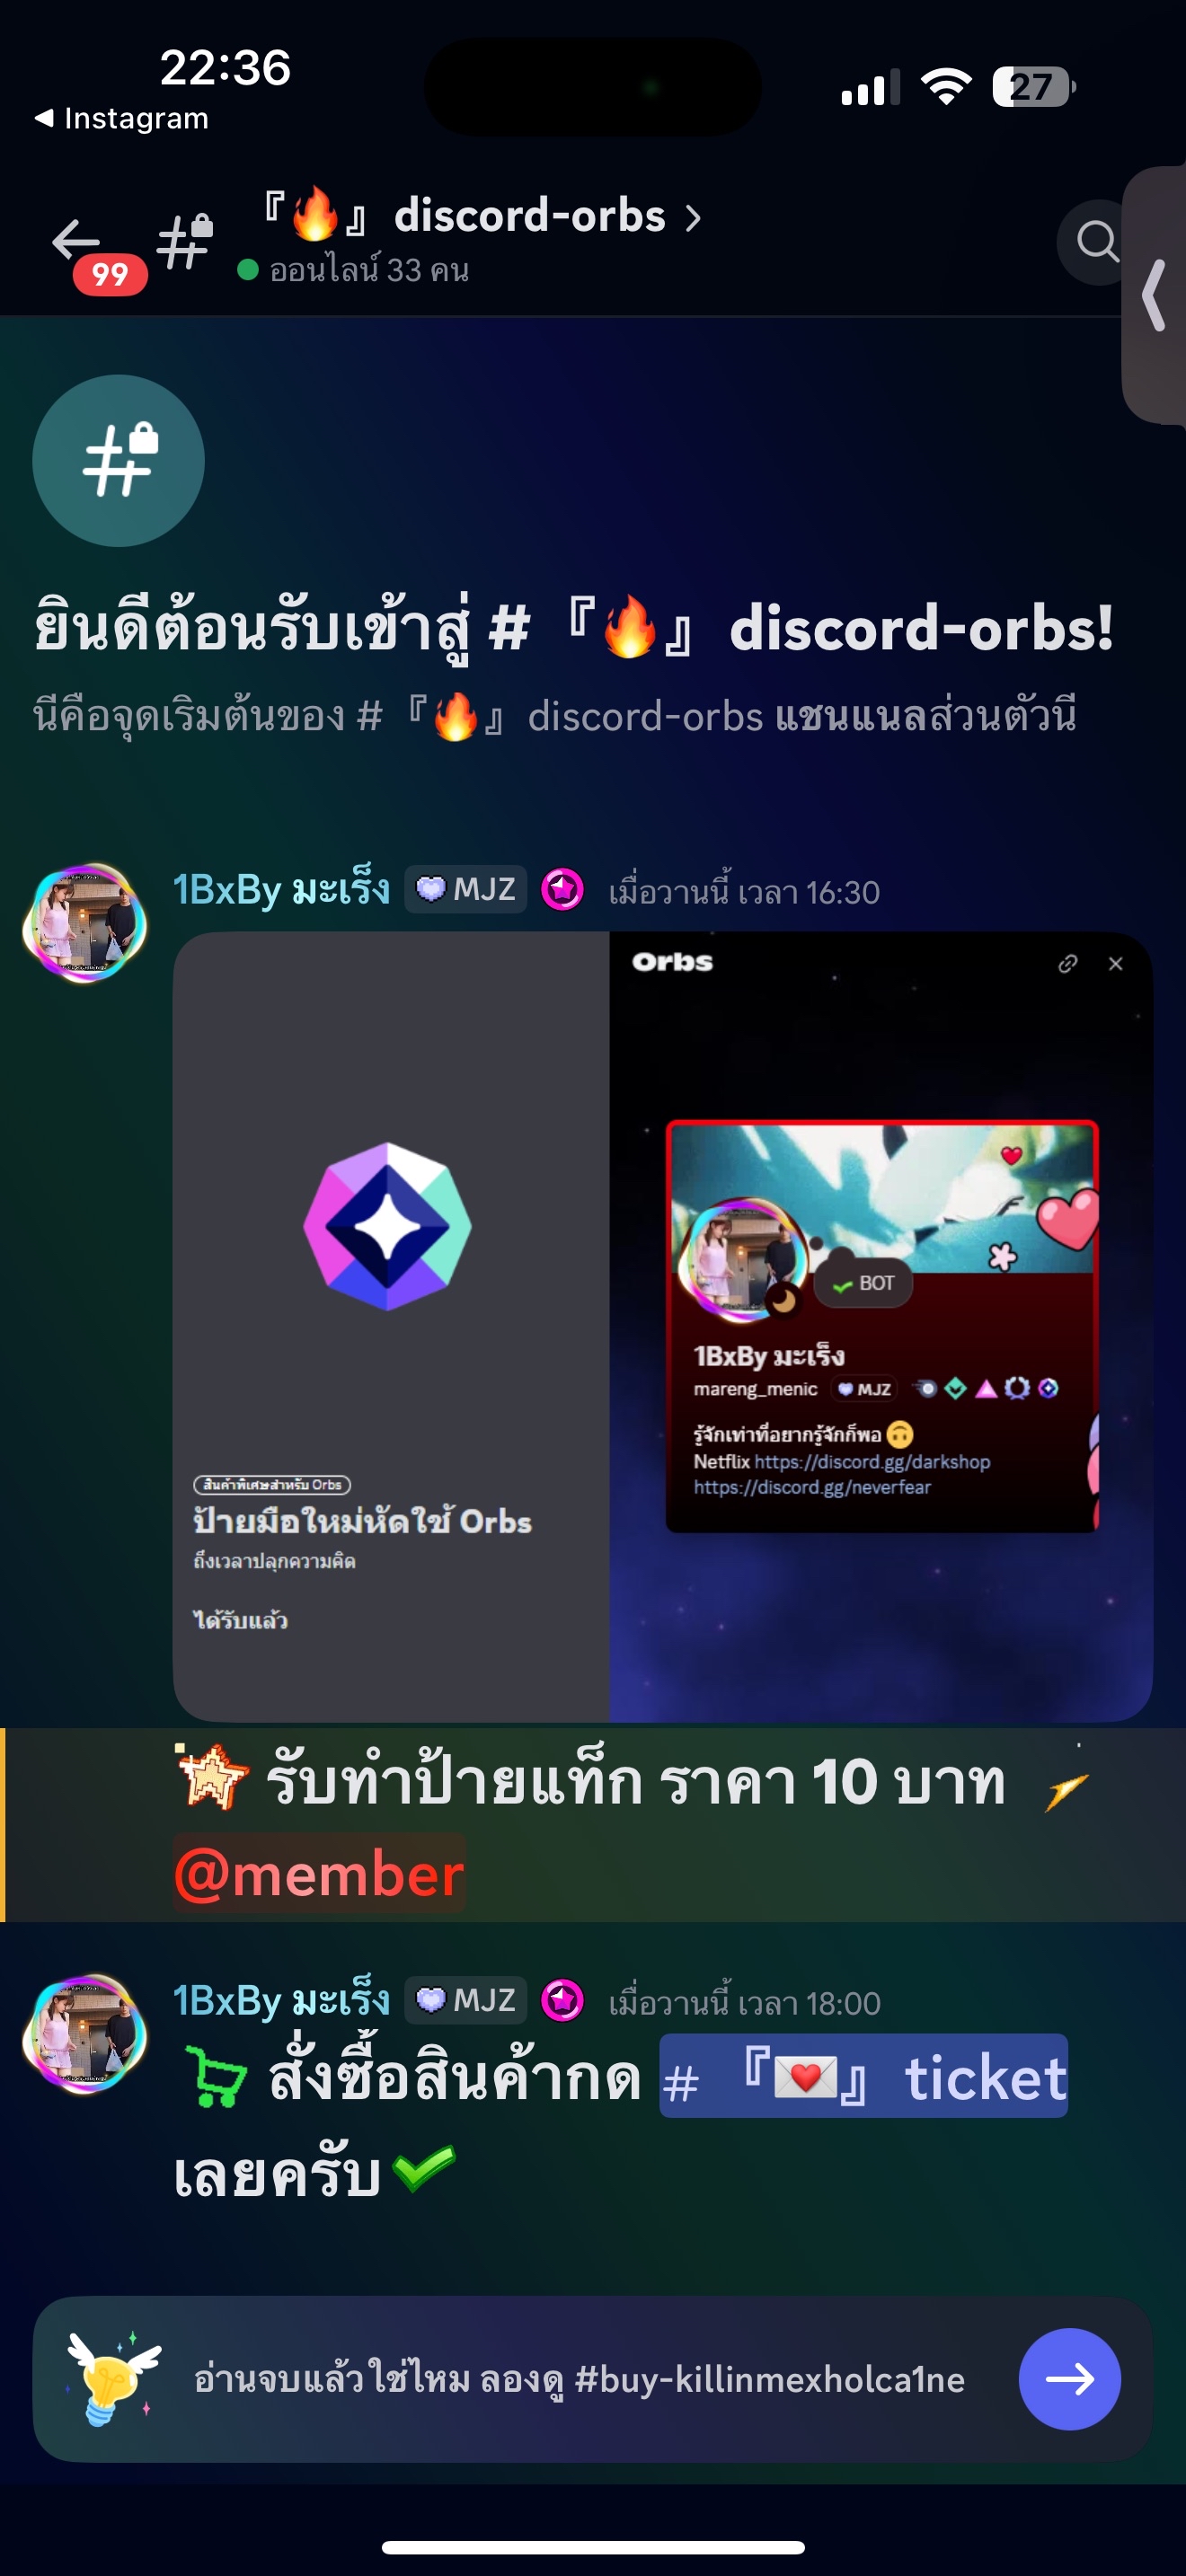 22:36
27
◀ Instagram
99
『🔥』 discord-orbs >
ออนไลน์ 33 คน
ยินดีต้อนรับเข้าสู่ # 『🔥』 discord-orbs!
นี่คือจุดเริ่มต้นของ # 『🔥』 discord-orbs แชนแนลส่วนตัวนี้
1BxBy มะเร็ง MJZ เมื่อวานนี้ เวลา 16:30
Orbs
BOT
1BxBy มะเร็ง
mareng_menic MJZ
รู้จักเท่าที่อยากรู้จักก็พอ 🙃
Netflix https://discord.gg/darkshop
https://discord.gg/neverfear
สินค้าพิเศษสำหรับ Orbs
ป้ายมือใหม่หัดใช้ Orbs
ถึงเวลาปลุกความคิด
ได้รับแล้ว
รับทำป้ายแท็ก ราคา 10 บาท
@member
1BxBy มะเร็ง MJZ เมื่อวานนี้ เวลา 18:00
สั่งซื้อสินค้ากด # 『💌』 ticket
เลยครับ
อ่านจบแล้วใช่ไหม ลองดู #buy-killinmexholca1ne